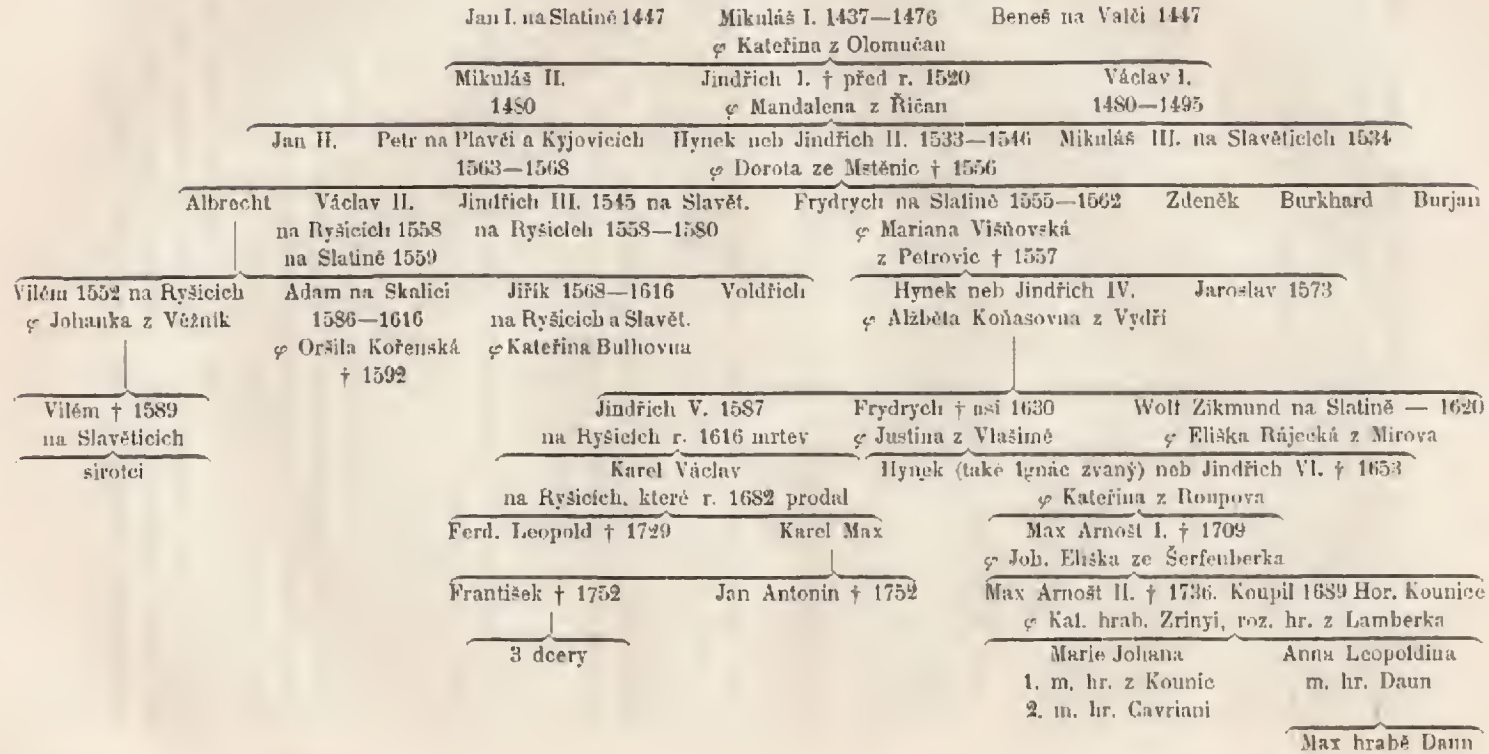 Jan I. na Slatině 1447 Mikuláš I. 1437—1476 Beneš na Valči 1447
φ Kateřina z Olomučan
Mikuláš II. Jindřich I. † před r. 1520 Václav I.
1480 φ Mandalena z Řičan 1480—1495
Jan II. Petr na Plavči a Kyjovicích Hynek neb Jindřich II. 1533—1546 Mikuláš III. na Slavěticích 1534
1563—1568 φ Dorota ze Mstěnic † 1556
Albrecht Václav II. Jindřich III. 1545 na Slavět. Frydrych na Slatině 1555—1562 Zdeněk Burkhard Burjan
na Ryšicích 1558 na Ryšicích 1558—1580 φ Mariana Višňovská
na Slatině 1559 z Petrovic † 1557
Vilém 1552 na Ryšicích Adam na Skalici Jiřík 1568—1616 Voldřich Hynek neb Jindřich IV. Jaroslav 1573
φ Johanka z Věžnik 1586—1616 na Ryšicích a Slavět. φ Alžběta Koňasovna z Vydří
φ Oršila Kořenská φ Kateřina Bulhovna
† 1592
Vilém † 1589 Jindřich V. 1587 Frydrych † asi 1630 Wolf Zikmund na Slatině — 1620
na Slavěticích na Ryšicích r. 1616 mrtev φ Justina z Vlašimě φ Eliška Rájecká z Mirova
sirotci Karel Václav Hynek (také Ignác zvaný) neb Jindřich VI. † 1653
na Ryšicích, které r. 1682 prodal φ Kateřina z Roupova
Ferd. Leopold † 1729 Karel Max Max Arnošt I. † 1709
φ Joh. Eliška ze Šerfenberka
František † 1752 Jan Antonin † 1752 Max Arnošt II. † 1736. Koupil 1689 Hor. Kounice
φ Kat. hrab. Zrinyi, roz. hr. z Lamberka
3 dcery Marie Johana Anna Leopoldina
1. m. hr. z Kounic m. hr. Daun
2. m. hr. Cavriani
Max hrabě Daun